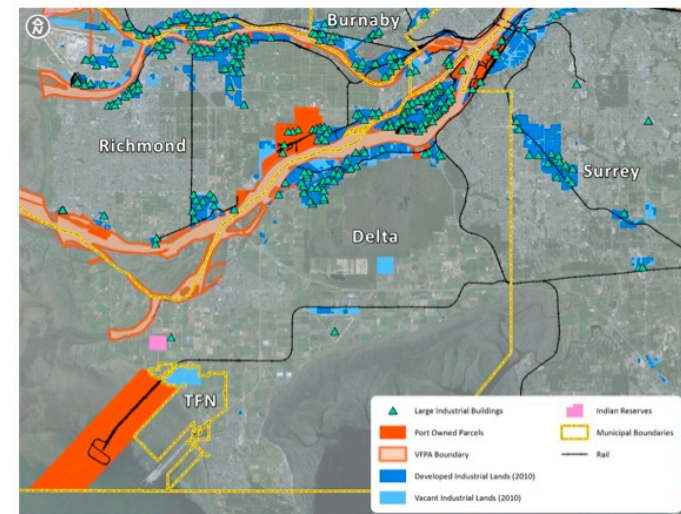 N
Burnaby
Richmond
Surrey
Delta
TFN
Large Industrial Buildings
Port Owned Parcels
VFPA Boundary
Developed Industrial Lands (2010)
Vacant Industrial Lands (2010)
Indian Reserves
Municipal Boundaries
Rail